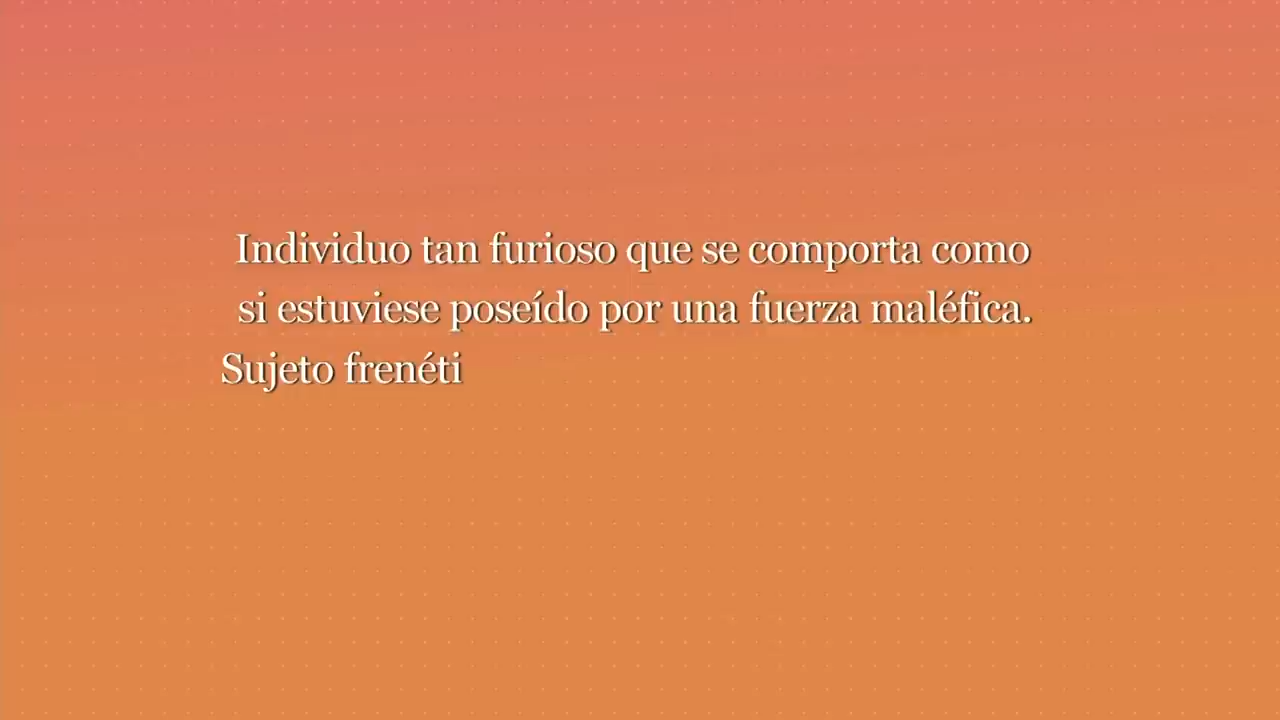 Individuo tan furioso que se comporta como
si estuviese poseído por una fuerza maléfica.
Sujeto frenéti